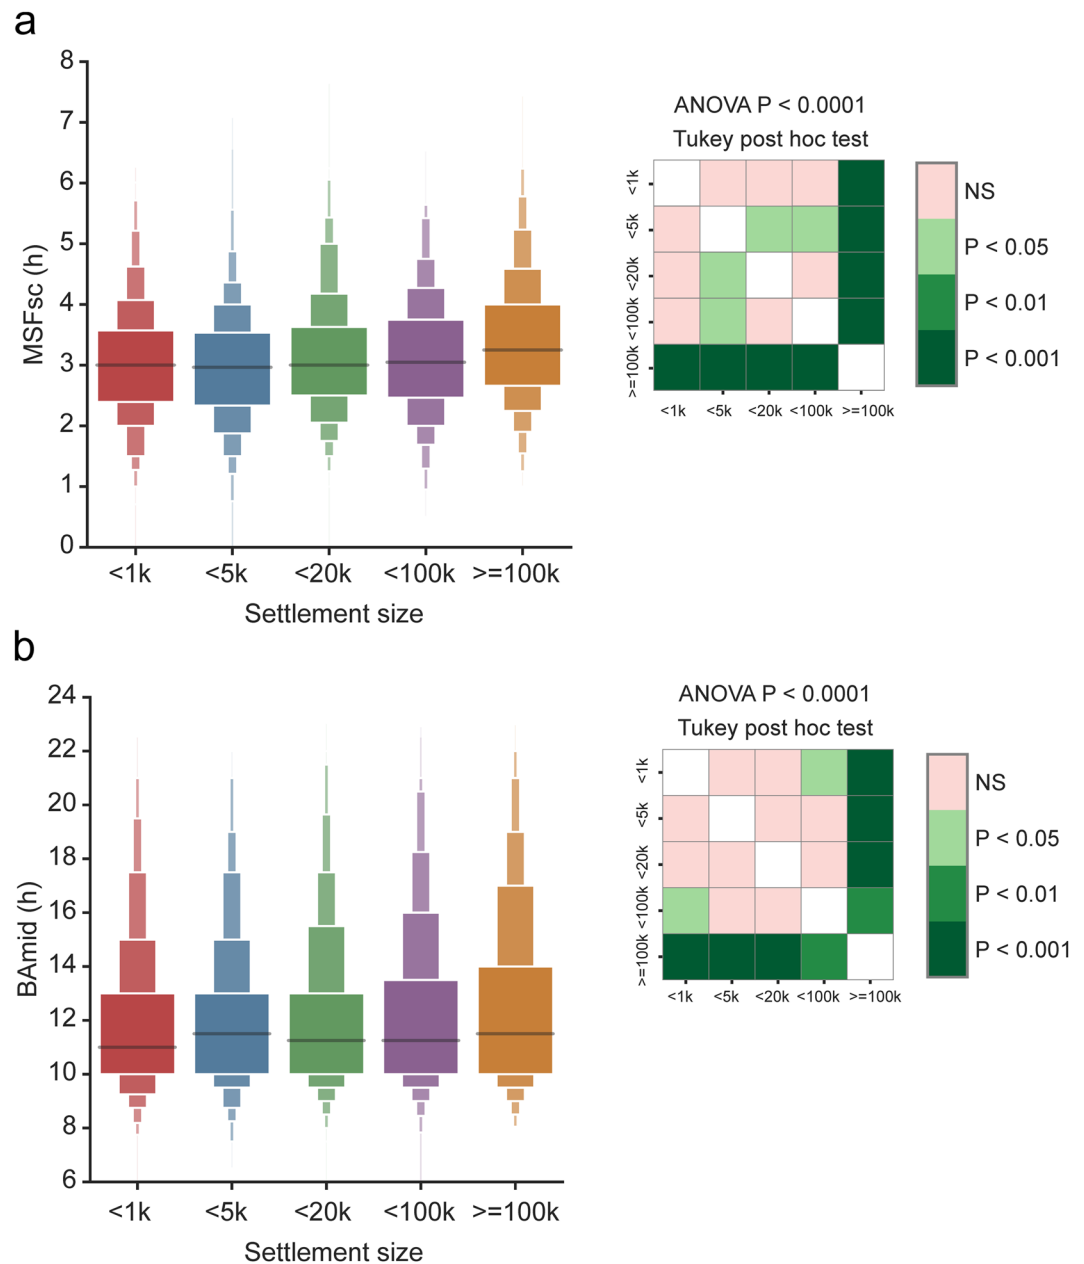 a
8
7
6
5
4
3
2
1
0
MSFsc (h)
<1k
<5k
<20k
<100k
>=100k
Settlement size
ANOVA P < 0.0001
Tukey post hoc test
<1k
<5k
<20k
<100k
>=100k
<1k
<5k
<20k
<100k
>=100k
NS
P < 0.05
P < 0.01
P < 0.001
b
24
22
20
18
16
14
12
10
8
6
BAmid (h)
<1k
<5k
<20k
<100k
>=100k
Settlement size
ANOVA P < 0.0001
Tukey post hoc test
<1k
<5k
<20k
<100k
>=100k
<1k
<5k
<20k
<100k
>=100k
NS
P < 0.05
P < 0.01
P < 0.001